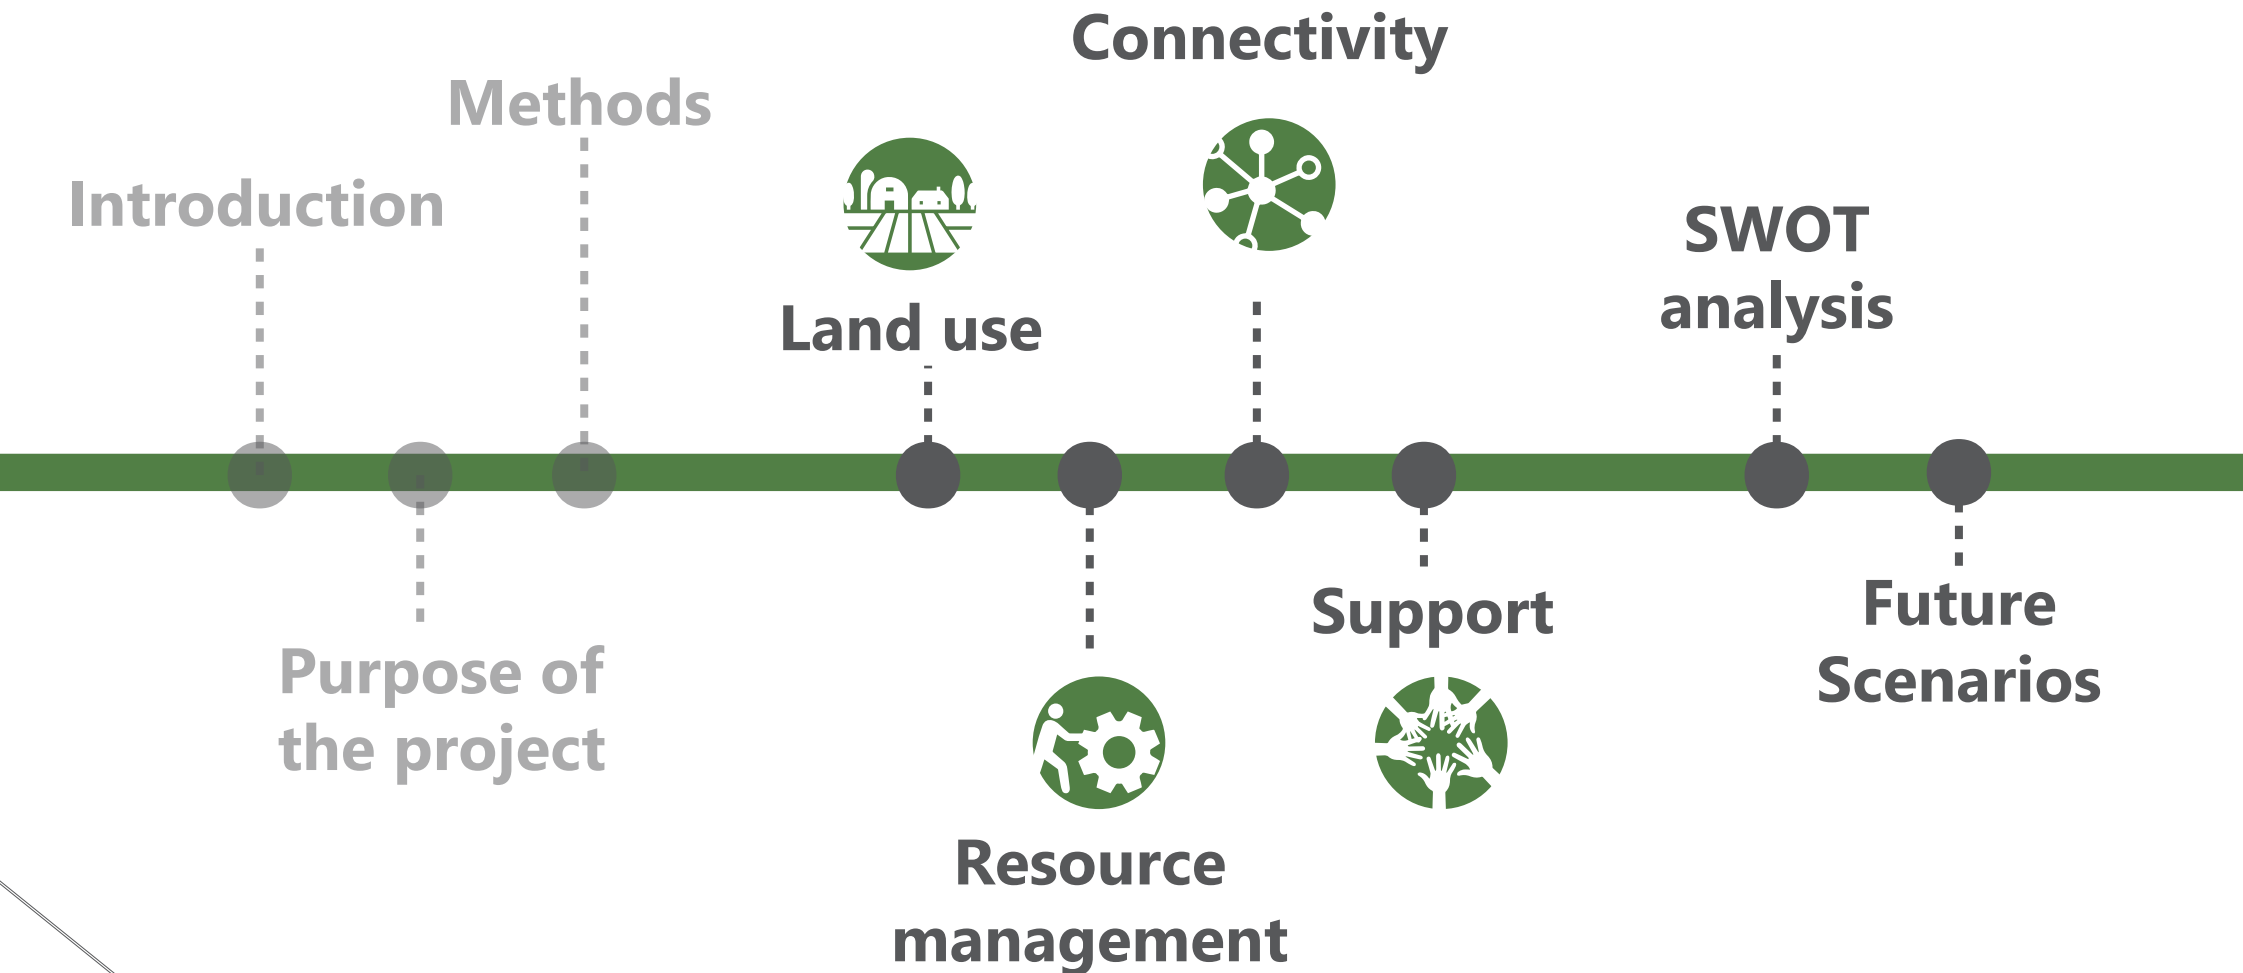 Introduction
Purpose of
the project
Methods
Land use
Resource
management
Connectivity
Support
SWOT
analysis
Future
Scenarios